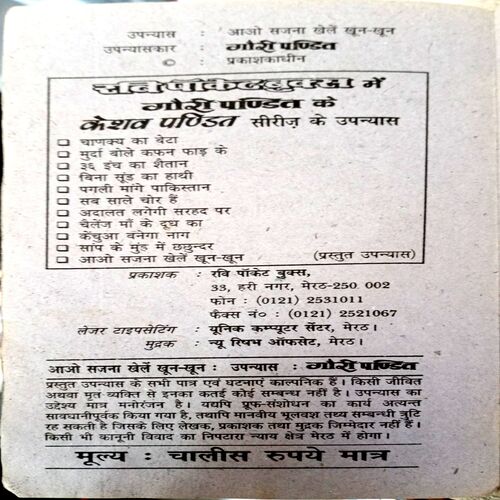 उपन्यास : आओ सजना खेलें खून-खून
उपन्यासकार : गौरी पण्डित
© : प्रकाशकाधीन
रवि पॉकेट बुक्स में
गौरी पण्डित के
केशव पण्डित सीरीज़ के उपन्यास
❑ चाणक्य का बेटा
❑ मुर्दा बोले कफन फाड़ के
❑ ३६ इंच का शैतान
❑ बिना सूंड का हाथी
❑ पगली मांगे पाकिस्तान
❑ सब साले चोर हैं
❑ अदालत लगेगी सरहद पर
❑ चैलेंज माँ के दूध का
❑ केंचुआ बनेगा नाग
❑ सांप के मुंह में छछुन्दर
❑ आओ सजना खेलें खून-खून (प्रस्तुत उपन्यास)
प्रकाशक : रवि पॉकेट बुक्स,
33, हरी नगर, मेरठ-250 002
फोन : (0121) 2531011
फैक्स नं० : (0121) 2521067
लेजर टाइपसेटिंग : यूनिक कम्प्यूटर सेंटर, मेरठ।
मुद्रक : न्यू रिषभ ऑफसेट, मेरठ।
आओ सजना खेलें खून-खून : उपन्यास : गौरी पण्डित
प्रस्तुत उपन्यास के सभी पात्र एवं घटनाएं काल्पनिक हैं। किसी जीवित
अथवा मृत व्यक्ति से इनका कतई कोई सम्बन्ध नहीं है। उपन्यास का
उद्देश्य मात्र मनोरंजन है। यद्यपि प्रूफ-संशोधन का कार्य अत्यन्त
सावधानीपूर्वक किया गया है, तथापि मानवीय भूलवश तथ्य सम्बन्धी त्रुटि
रह सकती है जिसके लिए लेखक, प्रकाशक तथा मुद्रक जिम्मेदार नहीं हैं।
किसी भी कानूनी विवाद का निपटारा न्याय क्षेत्र मेरठ में होगा।
मूल्य : चालीस रुपये मात्र